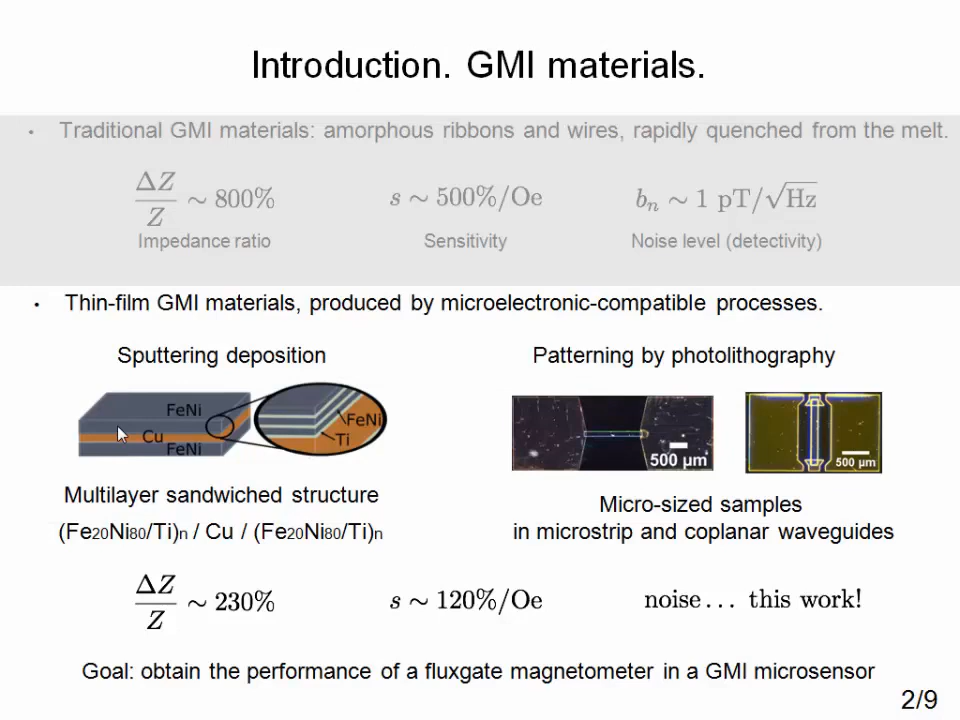 Introduction. GMI materials.
• Traditional GMI materials: amorphous ribbons and wires, rapidly quenched from the melt.
ΔZ/Z ∼ 800% s ∼ 500%/Oe bₙ ∼ 1 pT/√Hz
Impedance ratio Sensitivity Noise level (detectivity)
• Thin-film GMI materials, produced by microelectronic-compatible processes.
Sputtering deposition Patterning by photolithography
FeNi
FeNi
Cu
Ti
FeNi
500 µm
500 µm
Multilayer sandwiched structure
(Fe20Ni80/Ti)n / Cu / (Fe20Ni80/Ti)n
Micro-sized samples
in microstrip and coplanar waveguides
ΔZ/Z ∼ 230% s ∼ 120%/Oe noise... this work!
Goal: obtain the performance of a fluxgate magnetometer in a GMI microsensor
2/9